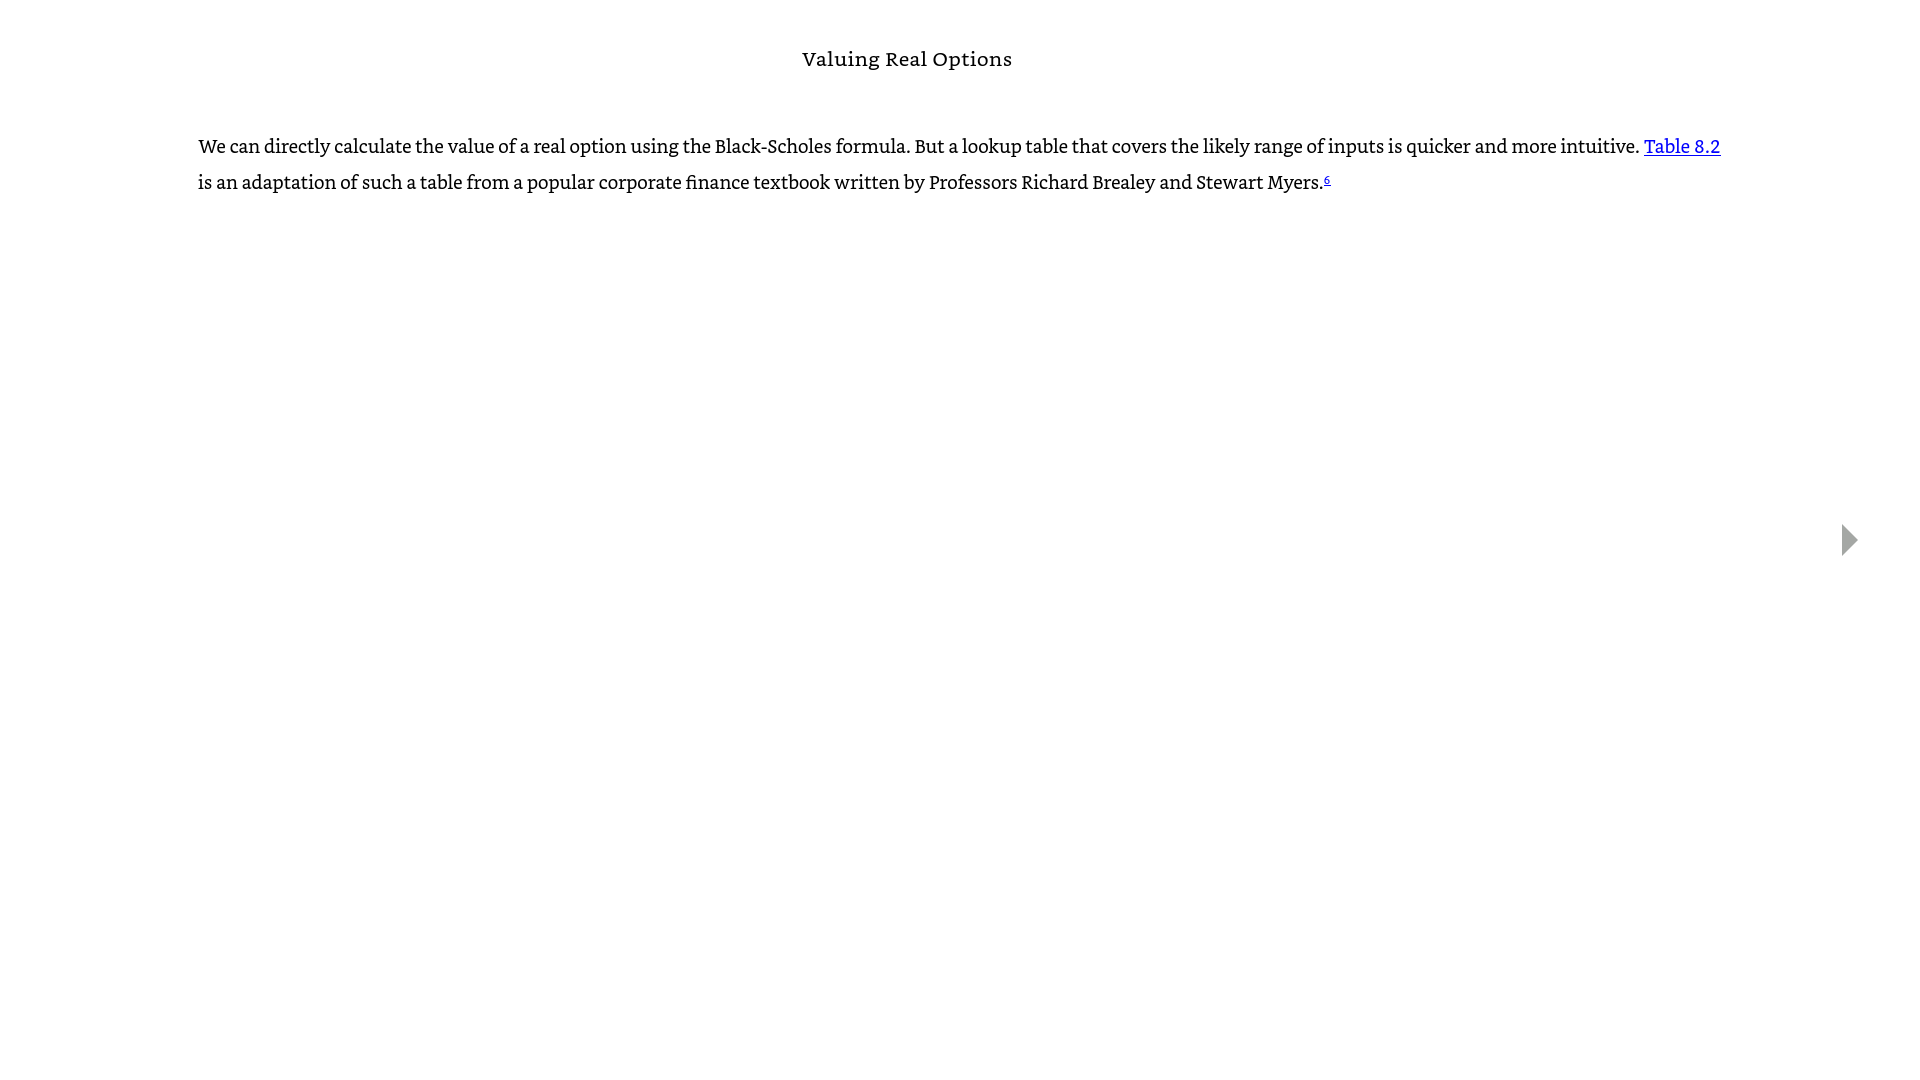 Valuing Real Options
We can directly calculate the value of a real option using the Black-Scholes formula. But a lookup table that covers the likely range of inputs is quicker and more intuitive. Table 8.2
is an adaptation of such a table from a popular corporate finance textbook written by Professors Richard Brealey and Stewart Myers.6